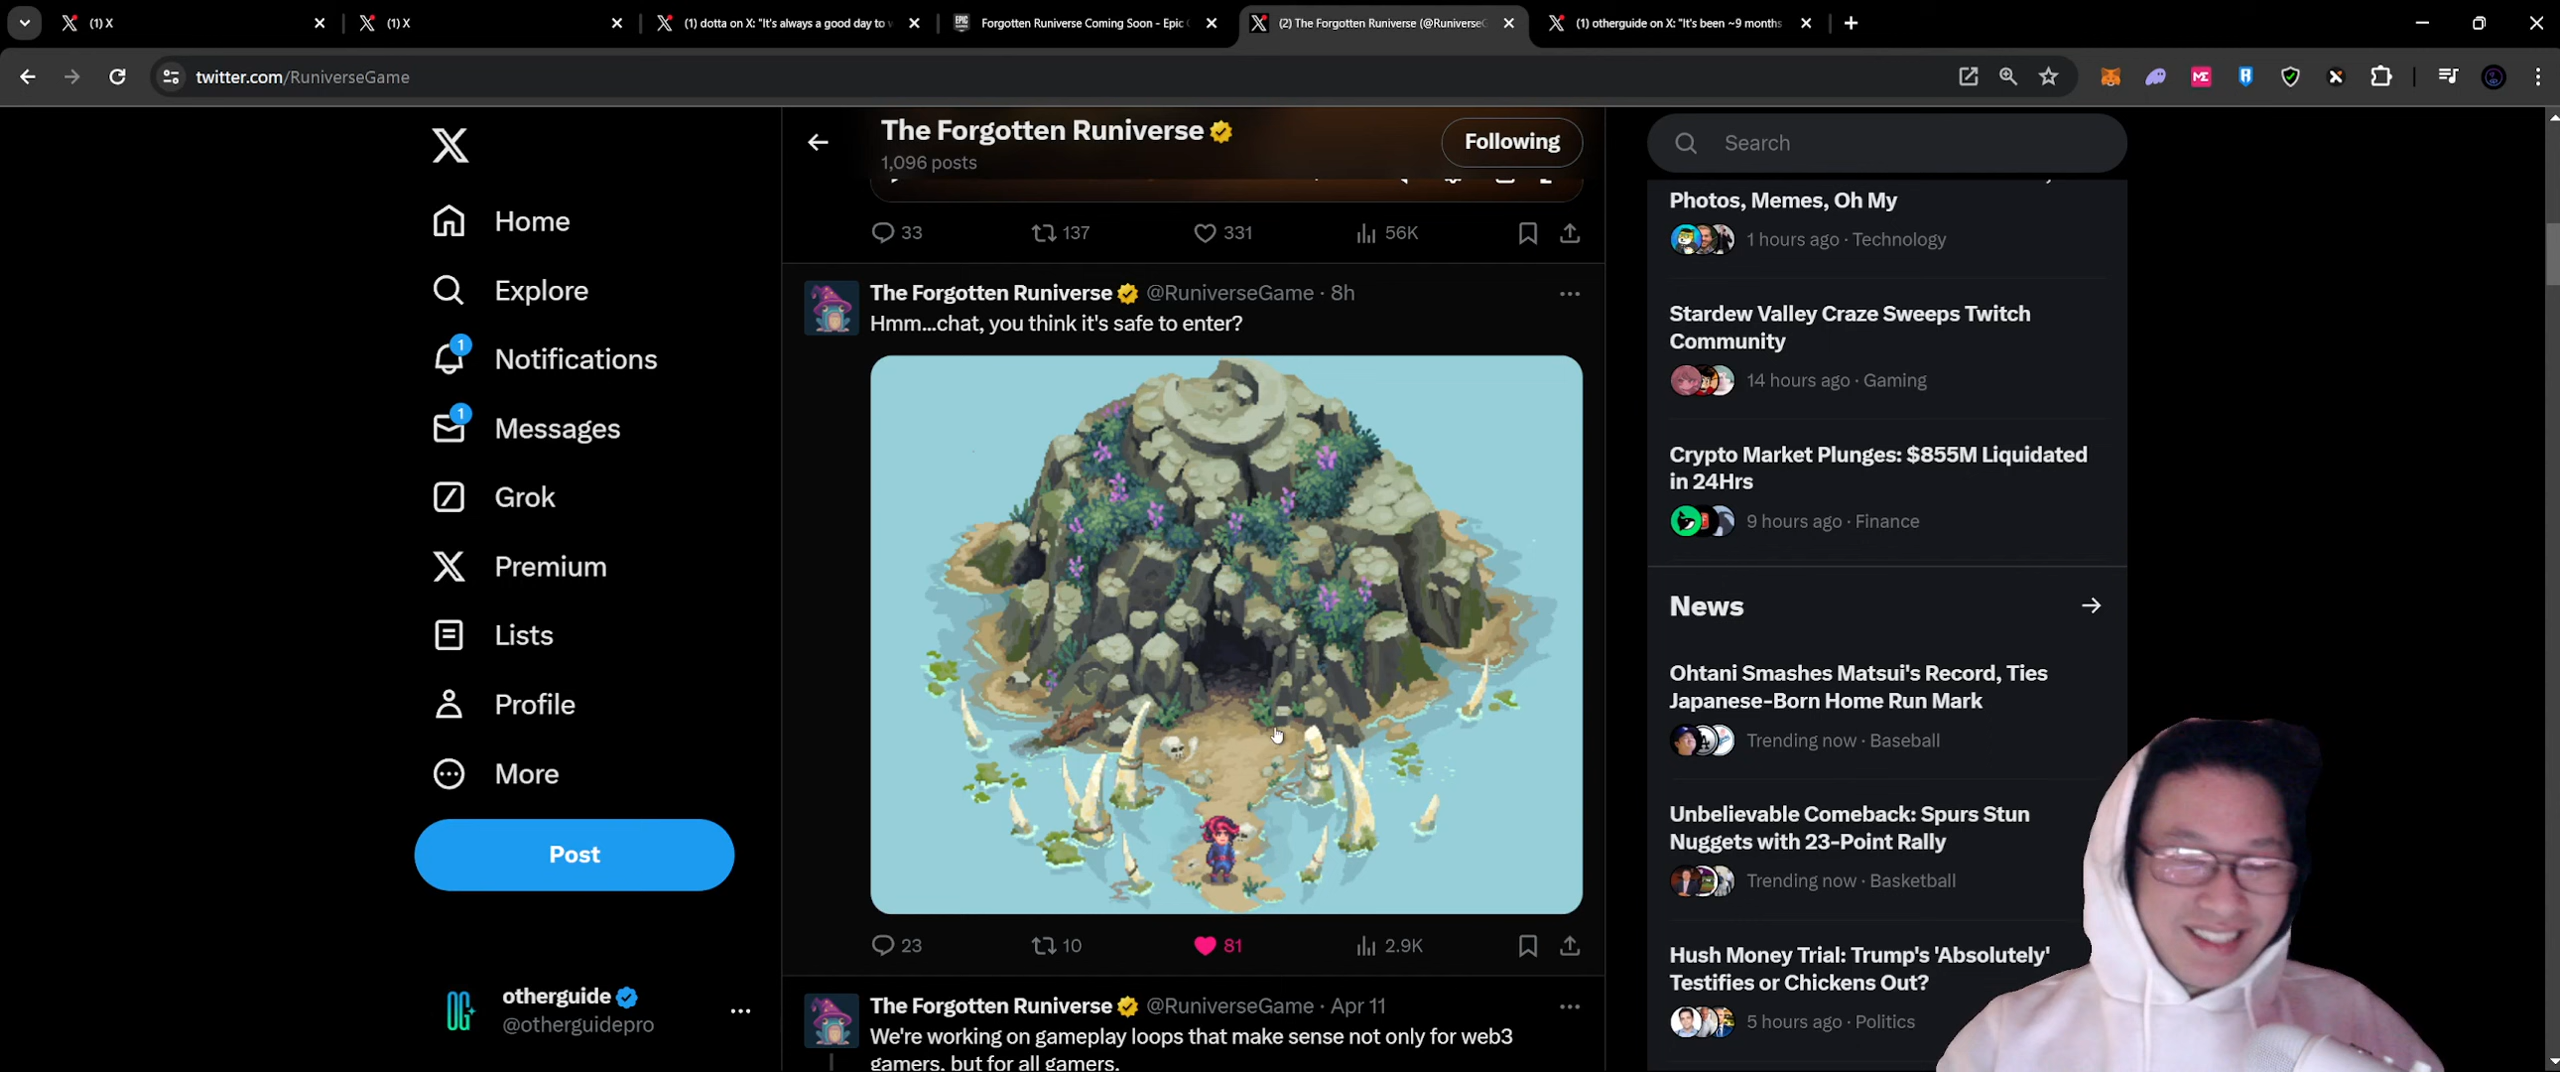 (1) X
(1) X
(1) dotta on X: "It's always a good day to
Forgotten Runiverse Coming Soon - Epic
(2) The Forgotten Runiverse (@Runiverse
(1) otherguide on X: "It's been ~9 months
twitter.com/RuniverseGame
The Forgotten Runiverse
1,096 posts
Following
Search
Home
Explore
1
Notifications
1
Messages
Grok
Premium
Lists
Profile
More
Post
otherguide
@otherguidepro
33
137
331
56K
The Forgotten Runiverse @RuniverseGame · 8h
Hmm...chat, you think it's safe to enter?
23
10
81
2.9K
The Forgotten Runiverse @RuniverseGame · Apr 11
We're working on gameplay loops that make sense not only for web3
gamers, but for all gamers.
Photos, Memes, Oh My
1 hours ago · Technology
Stardew Valley Craze Sweeps Twitch
Community
14 hours ago · Gaming
Crypto Market Plunges: $855M Liquidated
in 24Hrs
9 hours ago · Finance
News
Ohtani Smashes Matsui's Record, Ties
Japanese-Born Home Run Mark
Trending now · Baseball
Unbelievable Comeback: Spurs Stun
Nuggets with 23-Point Rally
Trending now · Basketball
Hush Money Trial: Trump's 'Absolutely'
Testifies or Chickens Out?
5 hours ago · Politics